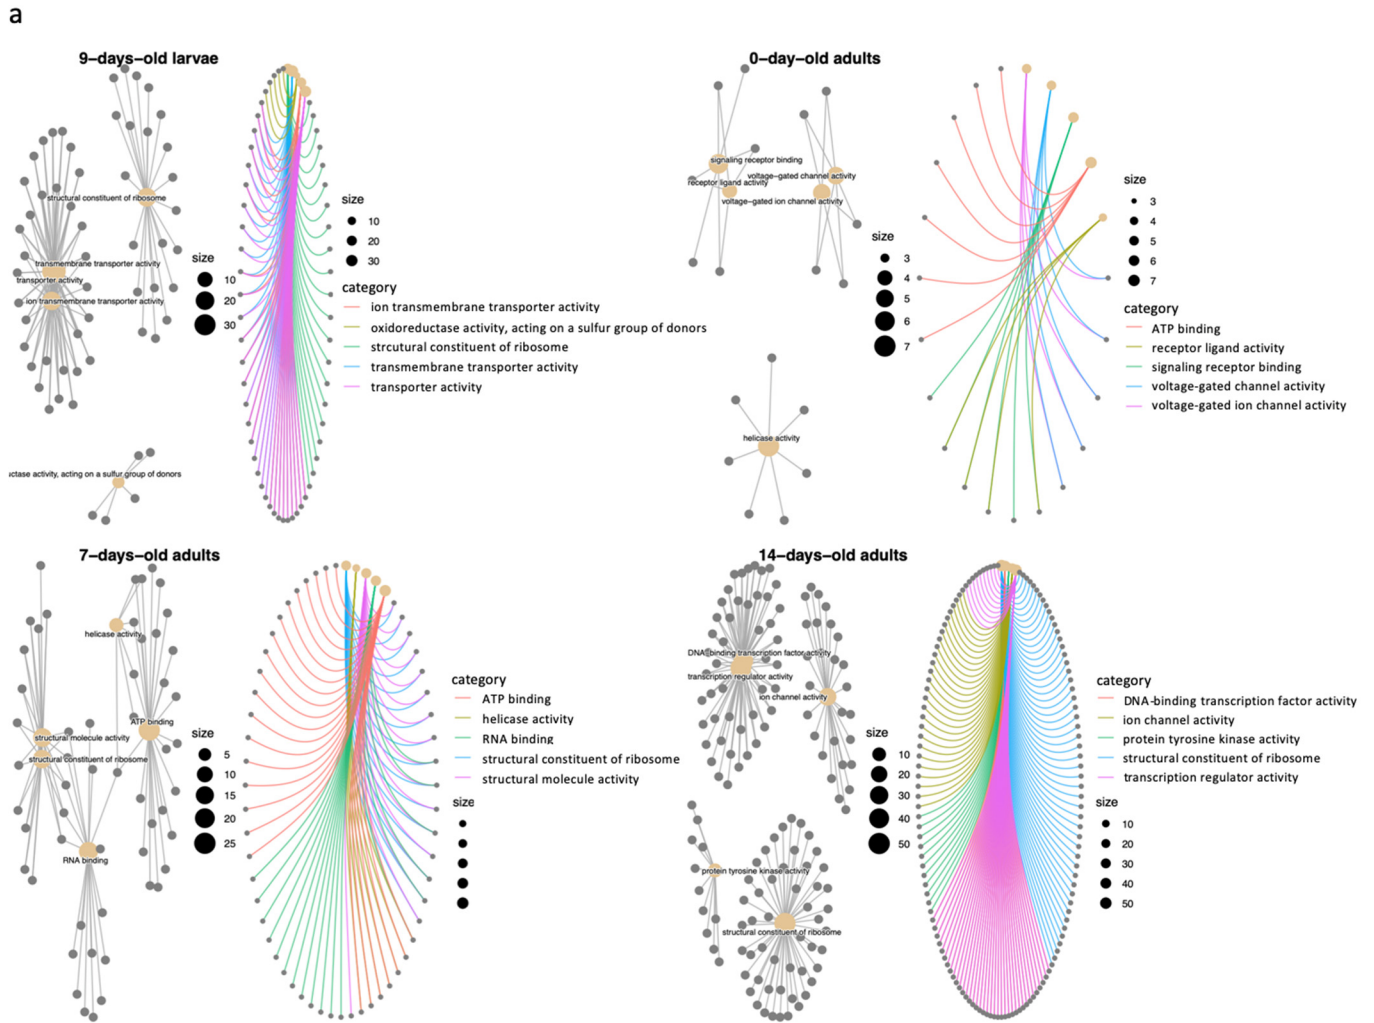 a
9-days-old larvae
structural constituent of ribosome
transmembrane transporter activity
transporter activity
ion transmembrane transporter activity
uctase activity, acting on a sulfur group of donors
size
10
20
30
size
10
20
30
category
ion transmembrane transporter activity
oxidoreductase activity, acting on a sulfur group of donors
strcutural constituent of ribosome
transmembrane transporter activity
transporter activity
0-day-old adults
signaling receptor binding
receptor ligand activity
voltage-gated channel activity
voltage-gated ion channel activity
helicase activity
size
3
4
5
6
7
size
3
4
5
6
7
category
ATP binding
receptor ligand activity
signaling receptor binding
voltage-gated channel activity
voltage-gated ion channel activity
7-days-old adults
helicase activity
ATP binding
structural molecule activity
structural constituent of ribosome
RNA binding
size
5
10
15
20
25
category
ATP binding
helicase activity
RNA binding
structural constituent of ribosome
structural molecule activity
size
14-days-old adults
DNA-binding transcription factor activity
transcription regulator activity
ion channel activity
protein tyrosine kinase activity
structural constituent of ribosome
size
10
20
30
40
50
category
DNA-binding transcription factor activity
ion channel activity
protein tyrosine kinase activity
structural constituent of ribosome
transcription regulator activity
size
10
20
30
40
50